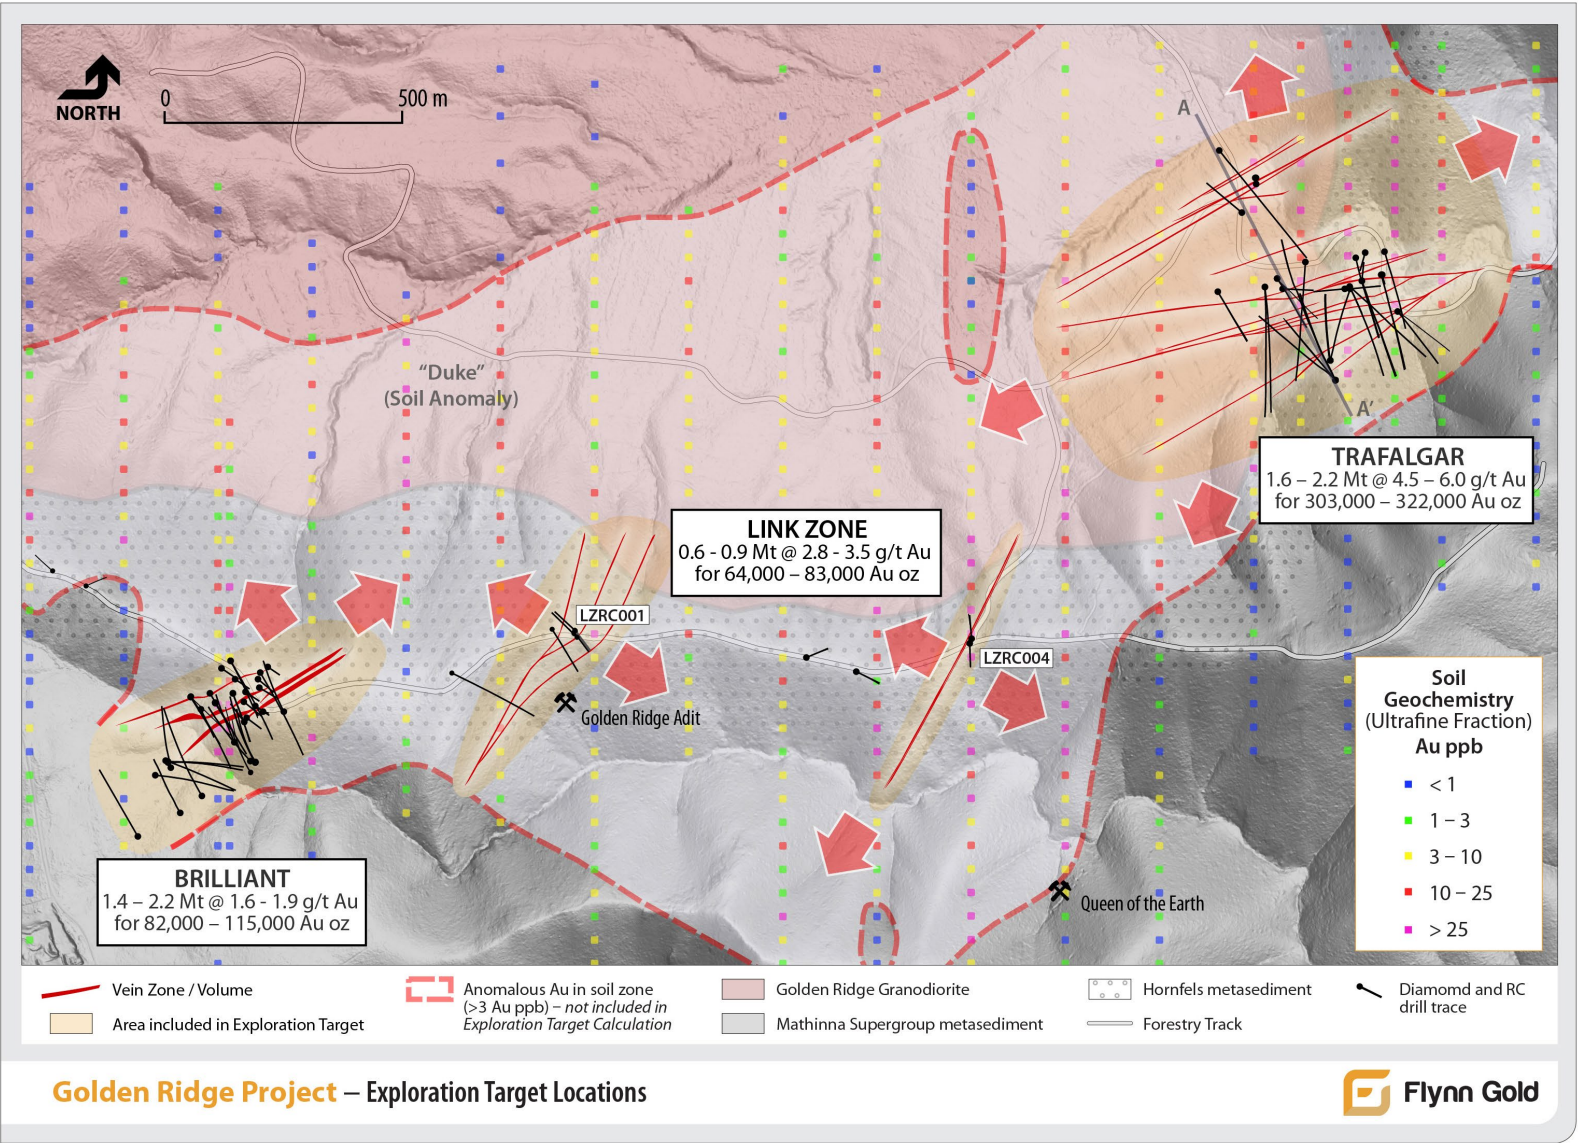 NORTH
0
500 m
A
"Duke"
(Soil Anomaly)
A'
TRAFALGAR
1.6 – 2.2 Mt @ 4.5 – 6.0 g/t Au
for 303,000 – 322,000 Au oz
LINK ZONE
0.6 - 0.9 Mt @ 2.8 - 3.5 g/t Au
for 64,000 – 83,000 Au oz
LZRC001
LZRC004
Golden Ridge Adit
BRILLIANT
1.4 – 2.2 Mt @ 1.6 - 1.9 g/t Au
for 82,000 – 115,000 Au oz
Queen of the Earth
Soil
Geochemistry
(Ultrafine Fraction)
Au ppb
< 1
1 – 3
3 – 10
10 – 25
> 25
Vein Zone / Volume
Area included in Exploration Target
Anomalous Au in soil zone
(>3 Au ppb) – not included in
Exploration Target Calculation
Golden Ridge Granodiorite
Mathinna Supergroup metasediment
Hornfels metasediment
Forestry Track
Diamomd and RC
drill trace
Golden Ridge Project – Exploration Target Locations
Flynn Gold